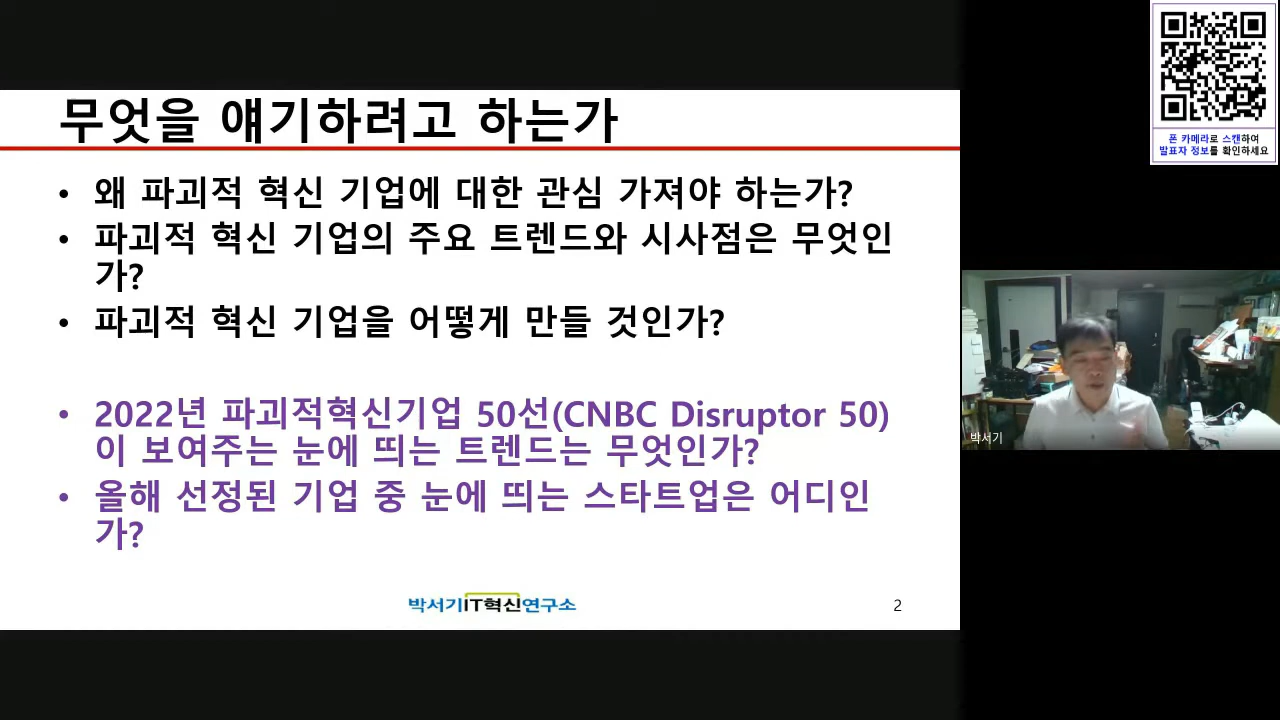 무엇을 얘기하려고 하는가
• 왜 파괴적 혁신 기업에 대한 관심 가져야 하는가?
• 파괴적 혁신 기업의 주요 트렌드와 시사점은 무엇인
가?
• 파괴적 혁신 기업을 어떻게 만들 것인가?
• 2022년 파괴적혁신기업 50선(CNBC Disruptor 50)
이 보여주는 눈에 띄는 트렌드는 무엇인가?
• 올해 선정된 기업 중 눈에 띄는 스타트업은 어디인
가?
박서기IT혁신연구소
2
폰 카메라로 스캔하여
발표자 정보를 확인하세요
박서기